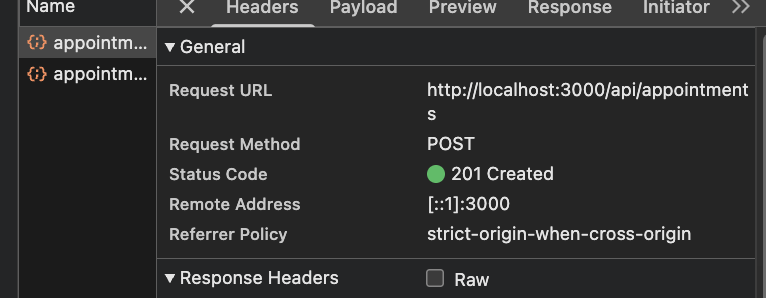 Name
Headers Payload Preview Response Initiator
appointm...
appointm...
General
Request URL http://localhost:3000/api/appointment
s
Request Method POST
Status Code 201 Created
Remote Address [::1]:3000
Referrer Policy strict-origin-when-cross-origin
Response Headers Raw